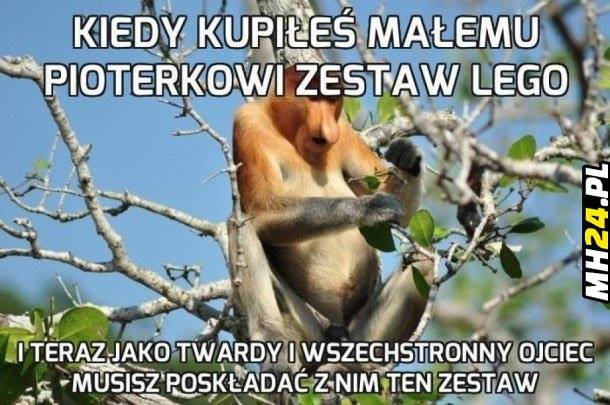 KIEDY KUPIŁEŚ MAŁEMU
PIOTERKOWI ZESTAW LEGO
MH24.PL
I TERAZ JAKO TWARDY I WSZECHSTRONNY OJCIEC
MUSISZ POSKŁADAĆ Z NIM TEN ZESTAW